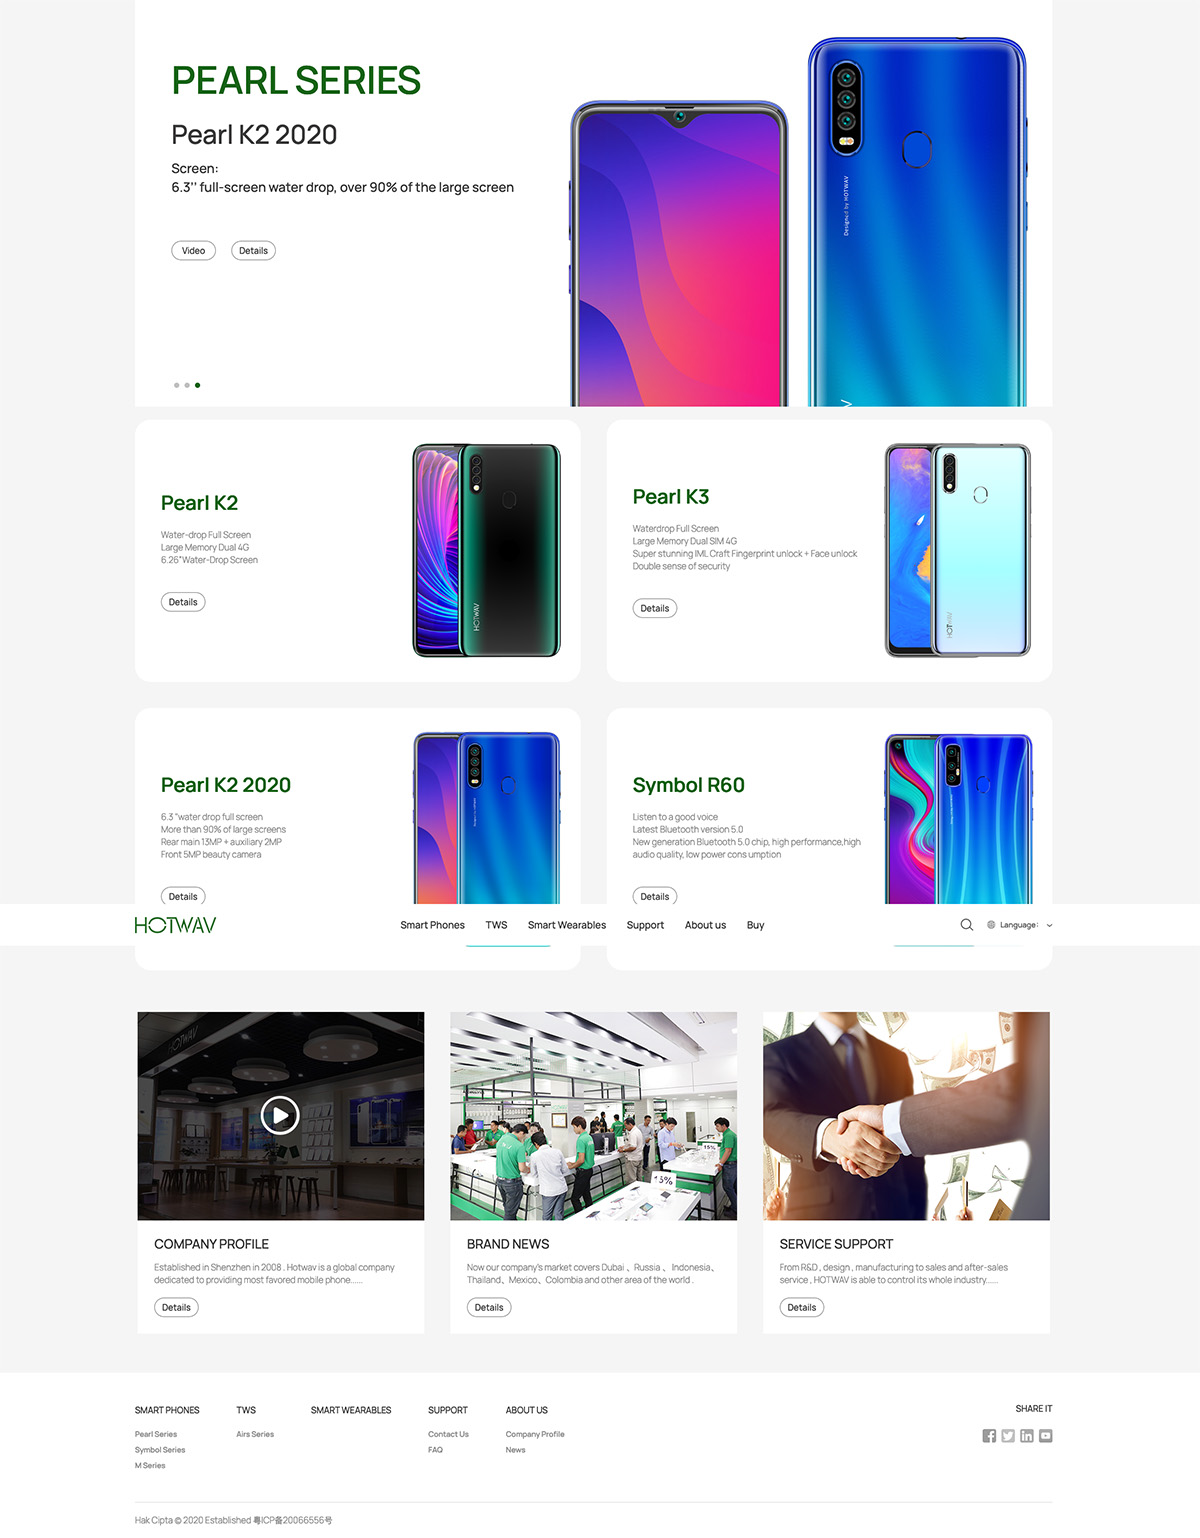 PEARL SERIES
Pearl K2 2020
Screen:
6.3'' full-screen water drop, over 90% of the large screen
Video
Details
Designed by HOTWAV
Pearl K2
Water-drop Full Screen
Large Memory Dual 4G
6.26"Water-Drop Screen
Details
HOTWAV
Pearl K3
Waterdrop Full Screen
Large Memory Dual SIM 4G
Super stunning IML Craft Fingerprint unlock + Face unlock
Double sense of security
Details
HOTWAV
Pearl K2 2020
6.3 "water drop full screen
More than 90% of large screens
Rear main 13MP + auxiliary 2MP
Front 5MP beauty camera
Details
Symbol R60
Listen to a good voice
Latest Bluetooth version 5.0
New generation Bluetooth 5.0 chip, high performance,high
audio quality, low power cons umption
Details
HOTWAV
Smart Phones
TWS
Smart Wearables
Support
About us
Buy
Language:
HOTWAV
15%
15%
COMPANY PROFILE
Established in Shenzhen in 2008 . Hotwav is a global company
dedicated to providing most favored mobile phone......
Details
BRAND NEWS
Now our company's market covers Dubai 、Russia 、 Indonesia、
Thailand、Mexico、Colombia and other area of the world .
Details
SERVICE SUPPORT
From R&D , design , manufacturing to sales and after-sales
service , HOTWAV is able to control its whole industry......
Details
SMART PHONES
Pearl Series
Symbol Series
M Series
TWS
Airs Series
SMART WEARABLES
SUPPORT
Contact Us
FAQ
ABOUT US
Company Profile
News
SHARE IT
Hak Cipta © 2020 Established 粤ICP备20066556号